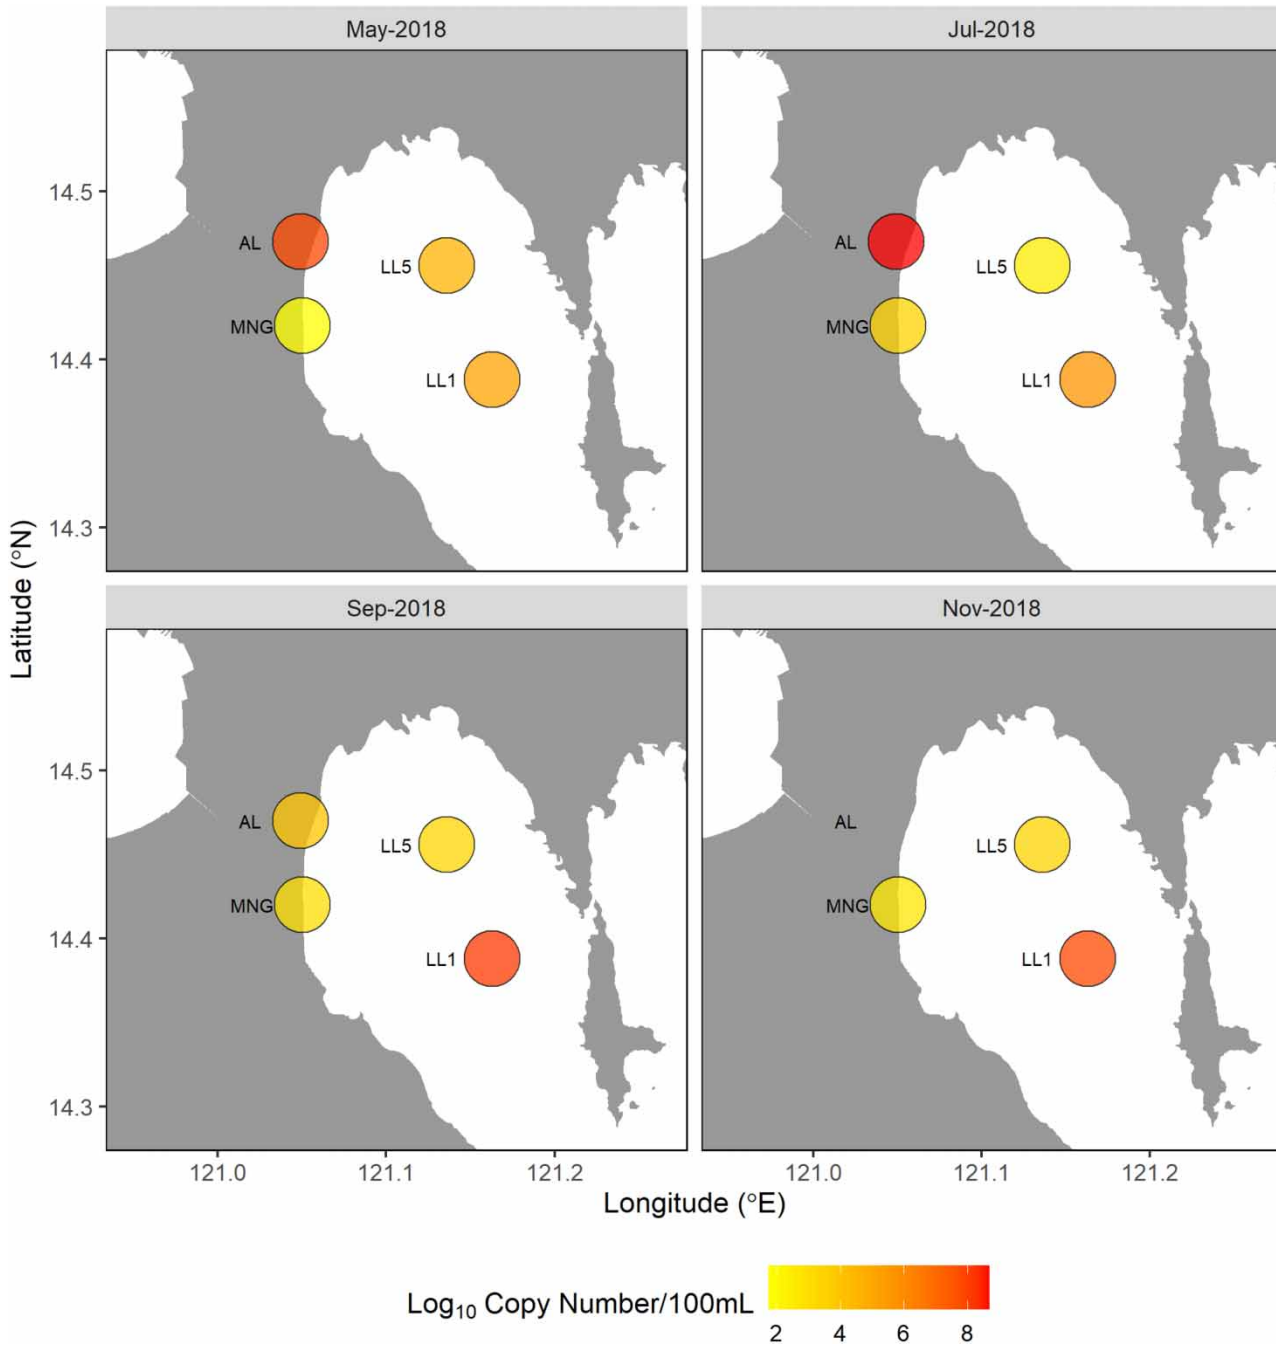 May-2018
Jul-2018
14.5
14.4
14.3
AL
LL5
MNG
LL1
AL
LL5
MNG
LL1
Latitude (°N)
Sep-2018
Nov-2018
14.5
14.4
14.3
AL
LL5
MNG
LL1
AL
LL5
MNG
LL1
121.0
121.1
121.2
121.0
121.1
121.2
Longitude (°E)
Log₁₀ Copy Number/100mL
2
4
6
8